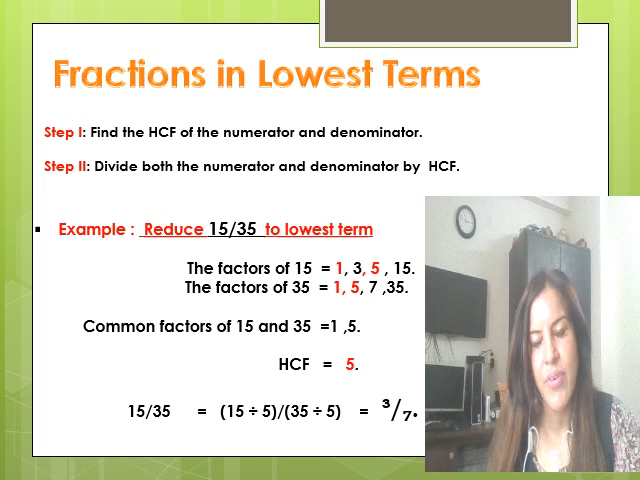 Fractions in Lowest Terms
Step I: Find the HCF of the numerator and denominator.
Step II: Divide both the numerator and denominator by HCF.
▪ Example : Reduce 15/35 to lowest term
The factors of 15 = 1, 3, 5 , 15.
The factors of 35 = 1, 5, 7 ,35.
Common factors of 15 and 35 =1 ,5.
HCF = 5.
15/35 = (15 ÷ 5)/(35 ÷ 5) = ³/₇.